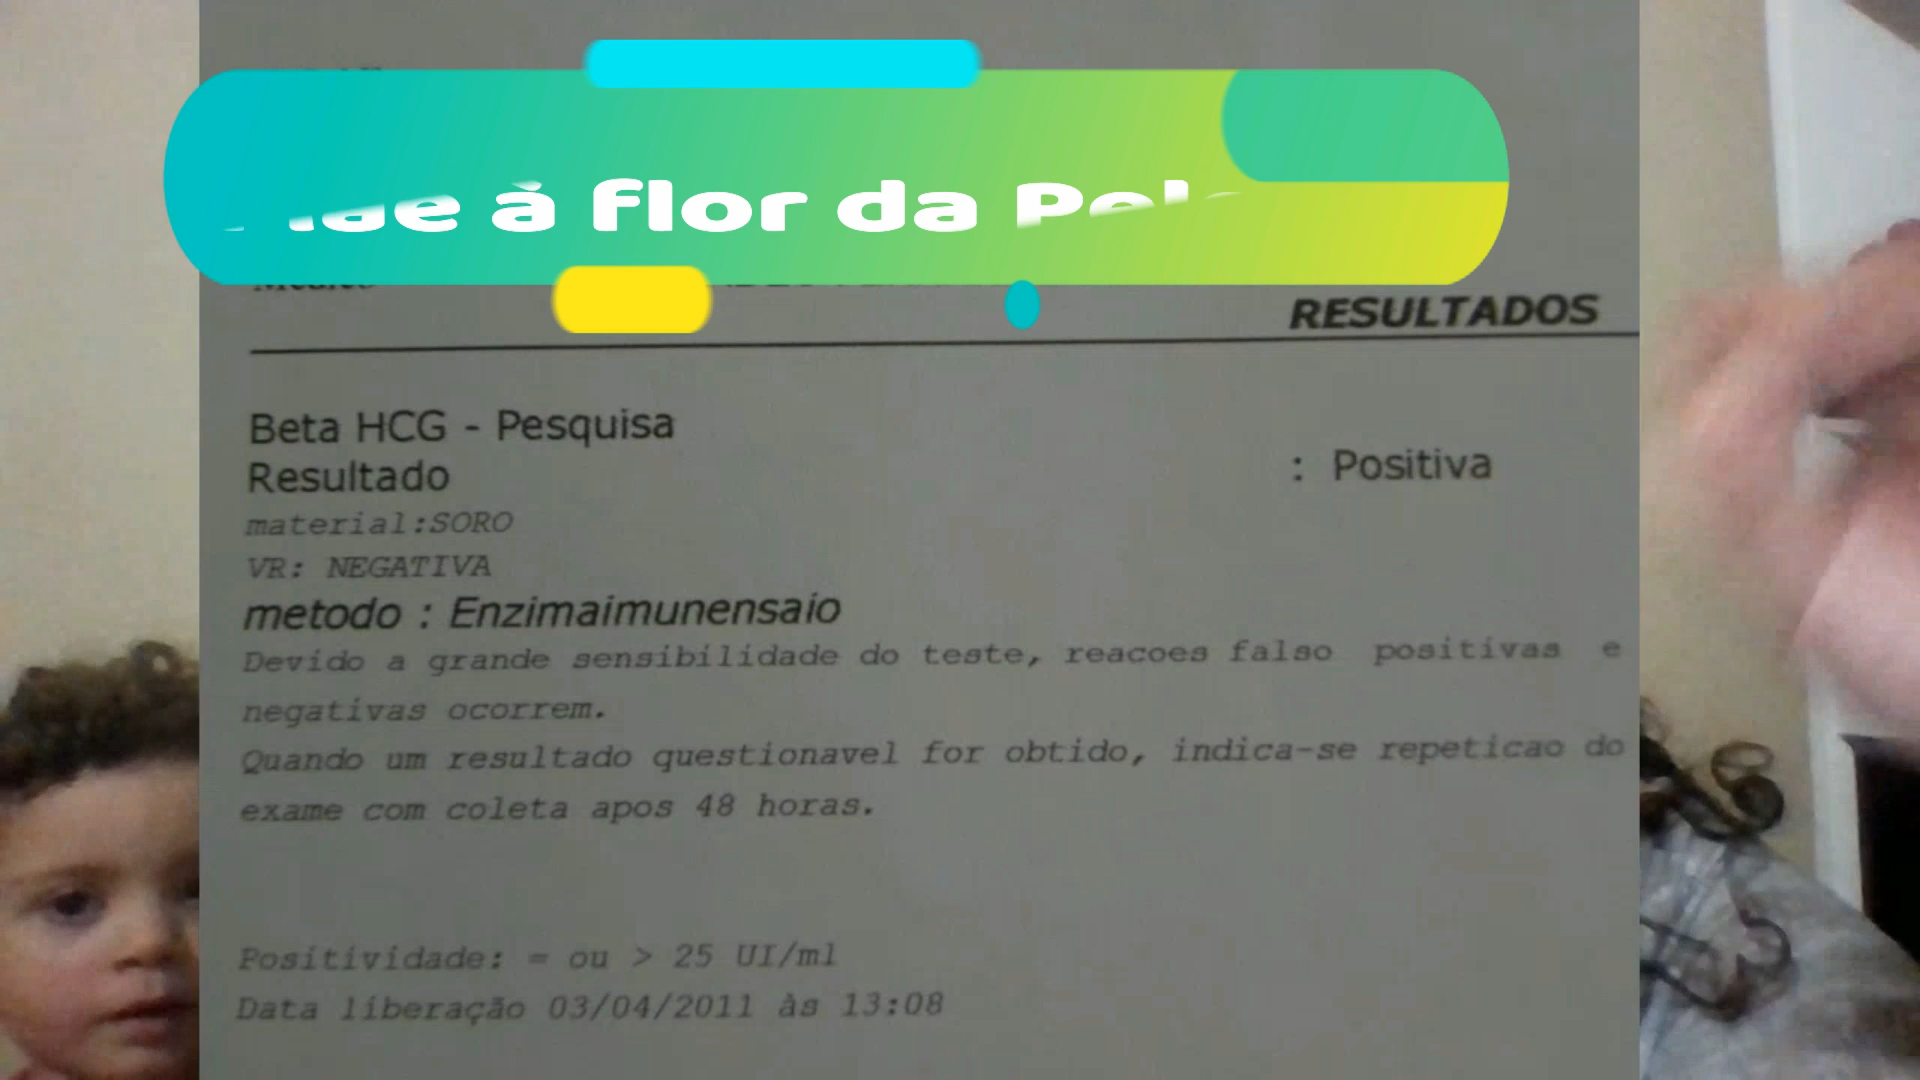 à flor da
RESULTADOS
Beta HCG - Pesquisa
Resultado : Positiva
material:SORO
VR: NEGATIVA
metodo : Enzimaimunensaio
Devido a grande sensibilidade do teste, reacoes falso positivas e
negativas ocorrem.
Quando um resultado questionavel for obtido, indica-se repeticao do
exame com coleta apos 48 horas.
Positividade: = ou > 25 UI/ml
Data liberação 03/04/2011 às 13:08